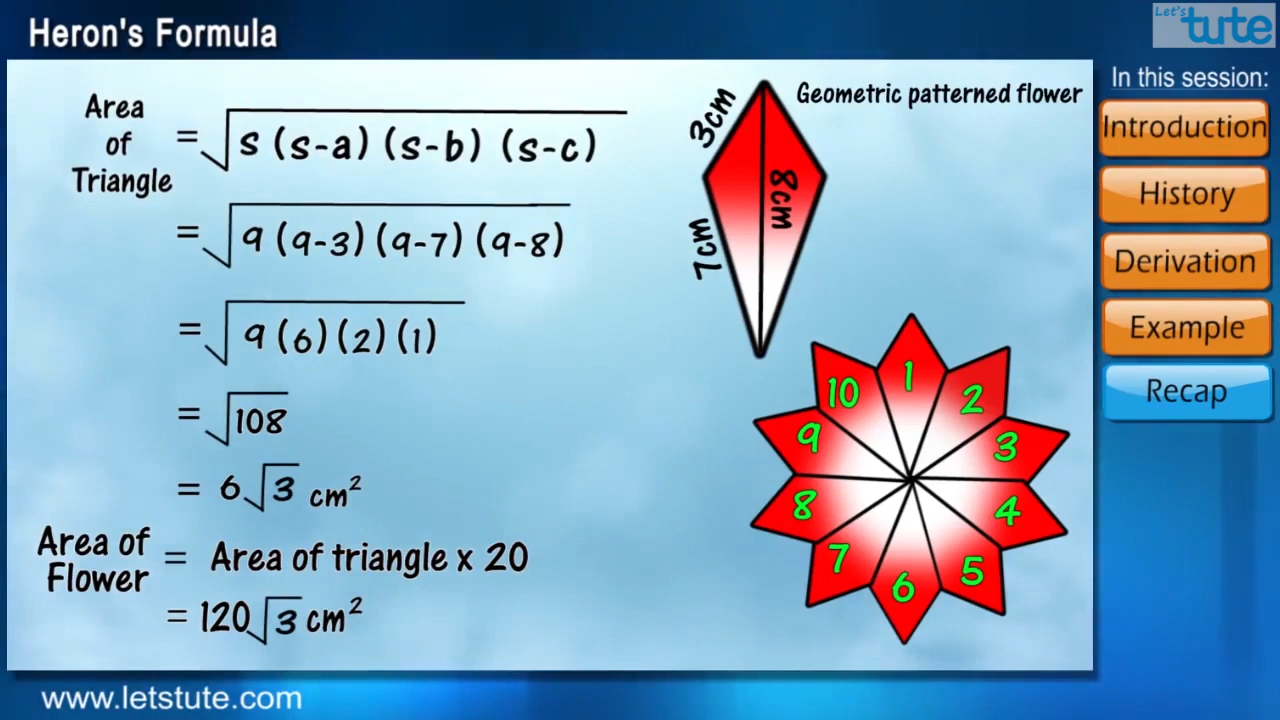 Heron's Formula
Let's tute
Area of Triangle = √s (s-a) (s-b) (s-c)
= √9 (9-3) (9-7) (9-8)
= √9 (6) (2) (1)
= √108
= 6√3 cm²
Area of Flower = Area of triangle x 20
= 120√3 cm²
Geometric patterned flower
3cm
8cm
7cm
1
2
3
4
5
6
7
8
9
10
In this session:
Introduction
History
Derivation
Example
Recap
www.letstute.com